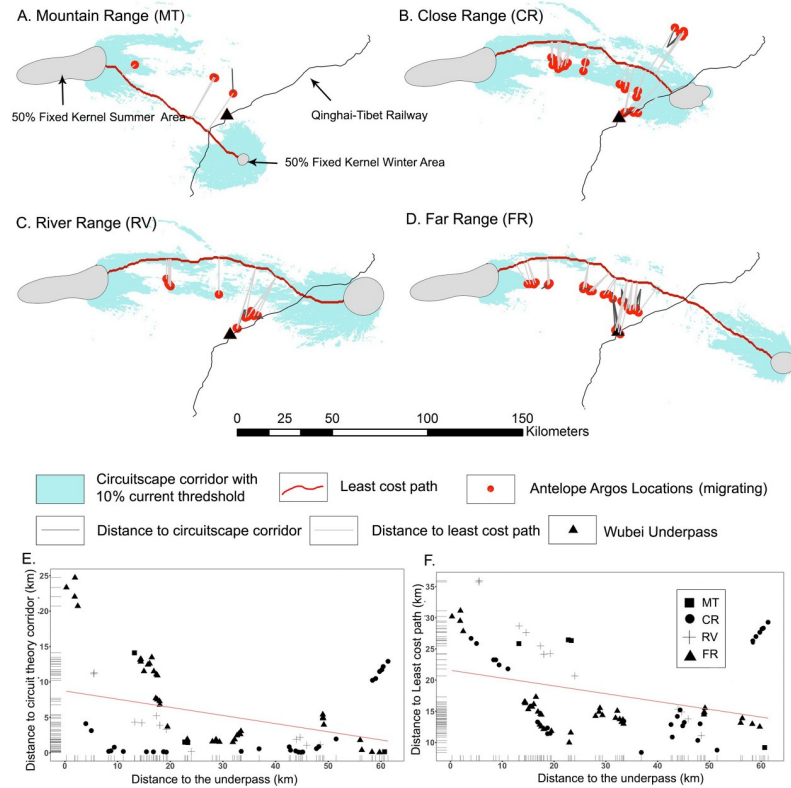 A. Mountain Range (MT)
B. Close Range (CR)
50% Fixed Kernel Summer Area
Qinghai-Tibet Railway
50% Fixed Kernel Winter Area
C. River Range (RV)
D. Far Range (FR)
0 25 50 100 150
Kilometers
Circuitscape corridor with
10% current thredshold
Least cost path
Antelope Argos Locations (migrating)
Distance to circuitscape corridor
Distance to least cost path
Wubei Underpass
E.
Distance to circuit theory corridor (km)
25
20
15
10
5
0
0 10 20 30 40 50 60
Distance to the underpass (km)
F.
Distance to Least cost path (km)
35
30
25
20
15
10
MT
CR
RV
FR
0 10 20 30 40 50 60
Distance to the underpass (km)